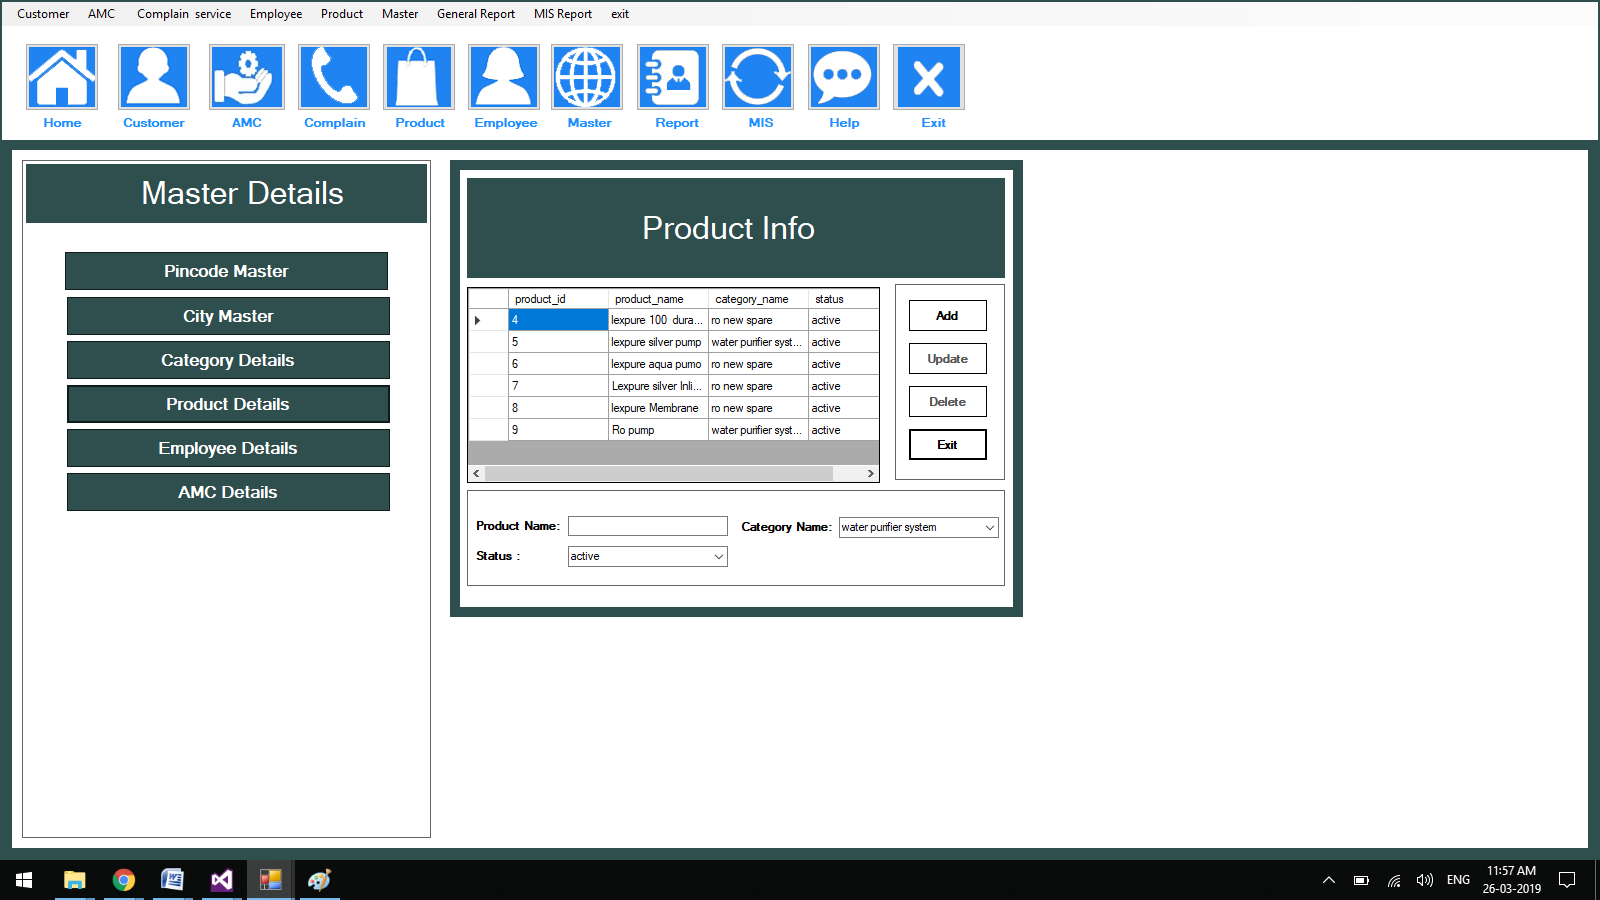 Customer AMC Complain service Employee Product Master General Report MIS Report exit
Home Customer AMC Complain Product Employee Master Report MIS Help Exit
Master Details
Pincode Master
City Master
Category Details
Product Details
Employee Details
AMC Details
Product Info
product_id product_name category_name status
4 lexpure 100 dura... ro new spare active
5 lexpure silver pump water purifier syst... active
6 lexpure aqua pumo ro new spare active
7 Lexpure silver Inli... ro new spare active
8 lexpure Membrane ro new spare active
9 Ro pump water purifier syst... active
Add
Update
Delete
Exit
Product Name: Category Name: water purifier system
Status : active
ENG 11:57 AM
26-03-2019